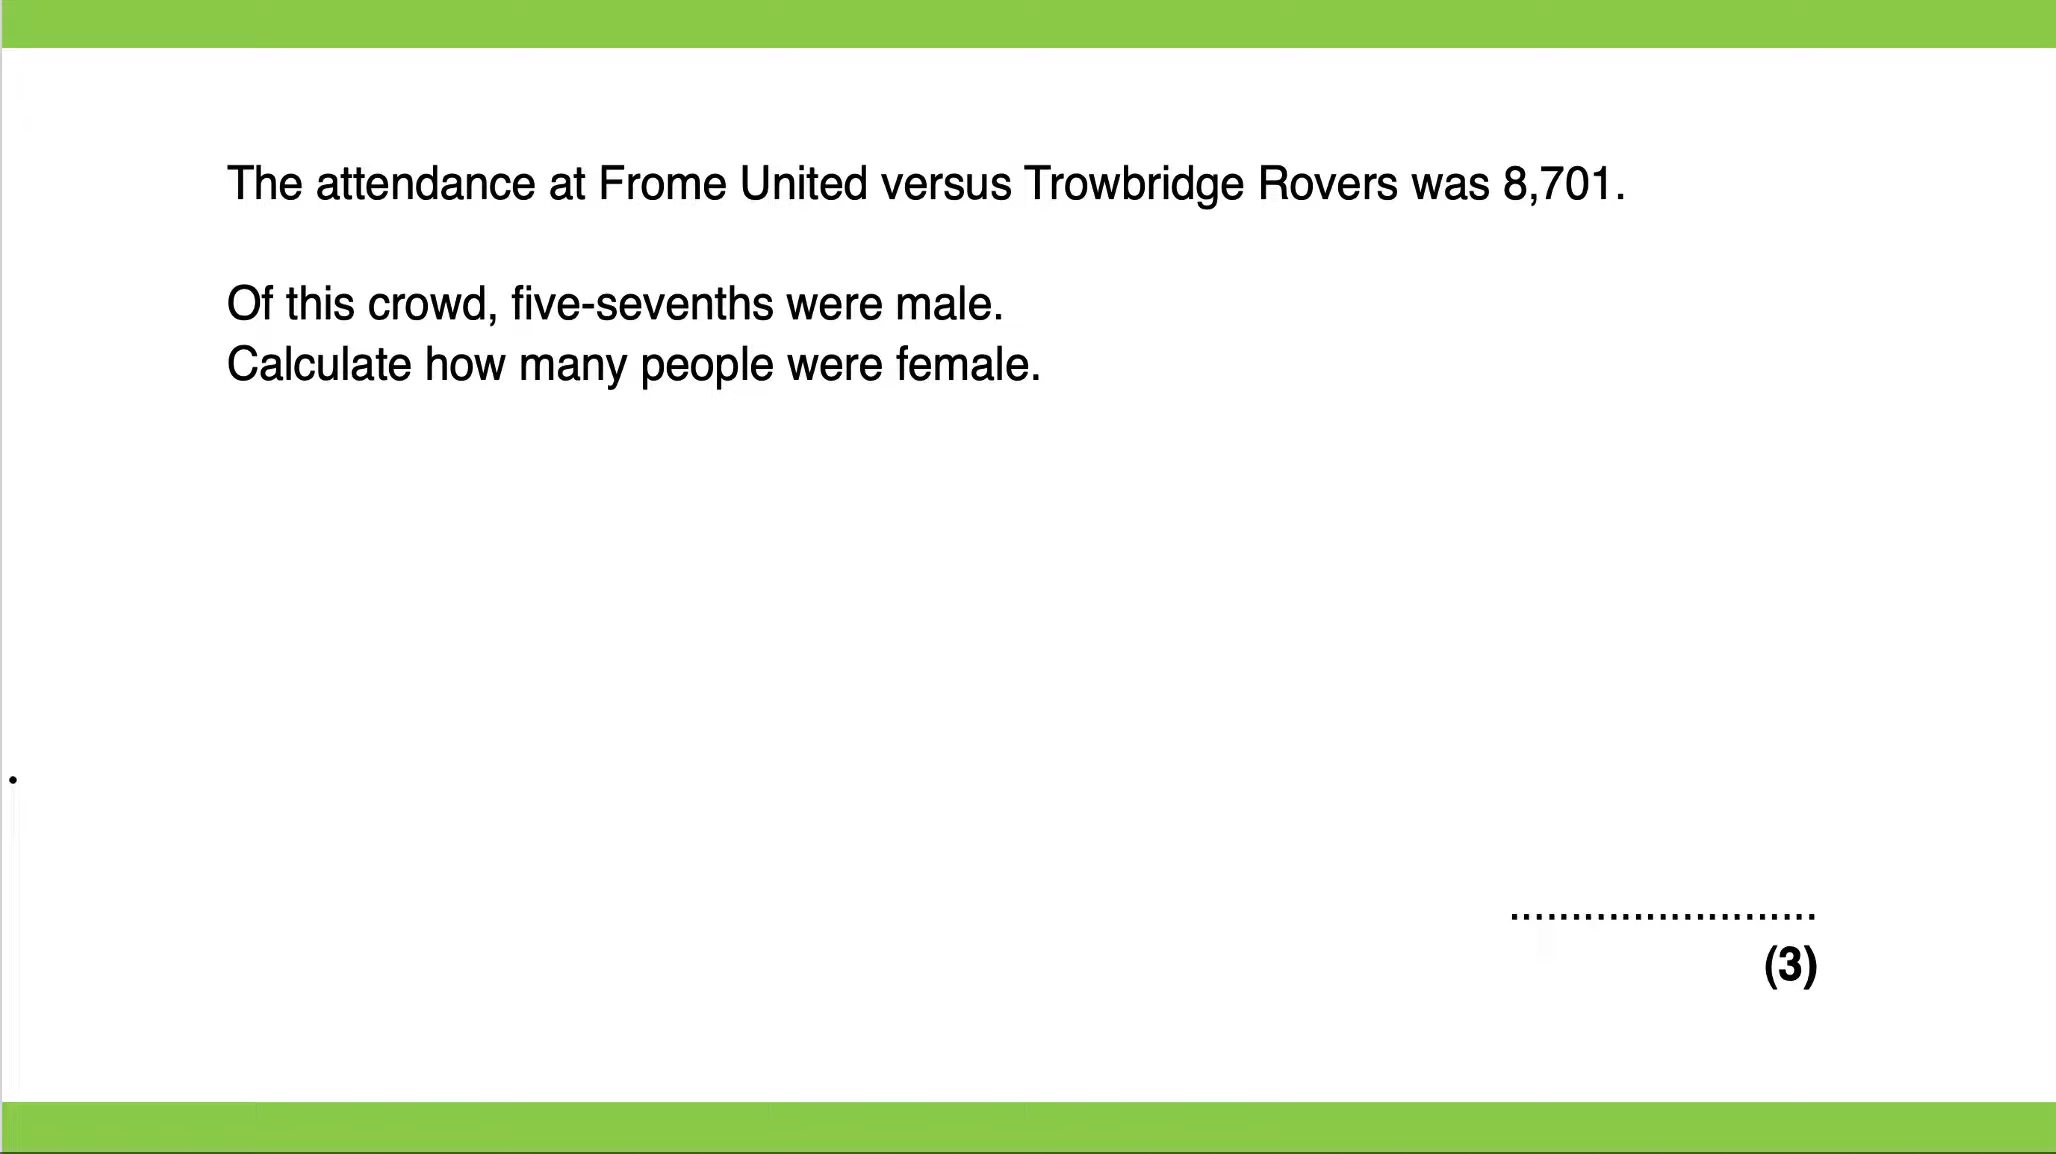 The attendance at Frome United versus Trowbridge Rovers was 8,701.
Of this crowd, five-sevenths were male.
Calculate how many people were female.
.........................
(3)